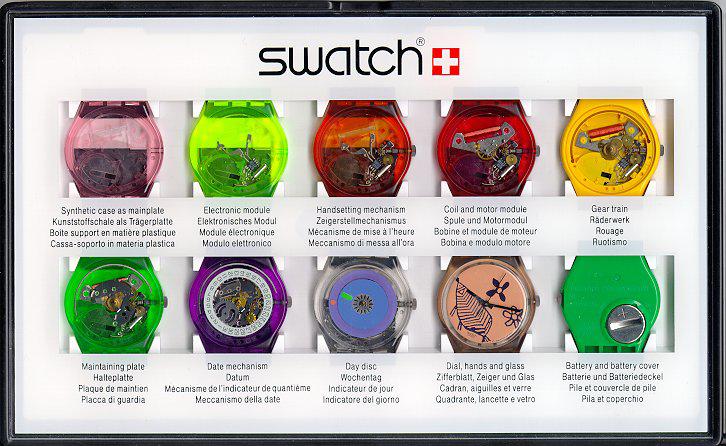 swatch®
Synthetic case as mainplate
Kunststoffschale als Trägerplatte
Boite support en matière plastique
Cassa-soporto in materia plastica
Electronic module
Elektronisches Modul
Module électronique
Modulo elettronico
Handsetting mechanism
Zeigerstellmechanismus
Mécanisme de mise à l'heure
Meccanismo di messa all'ora
Coil and motor module
Spule und Motormodul
Bobine et module de moteur
Bobina e modulo motore
Gear train
Räderwerk
Rouage
Ruotismo
Maintaining plate
Halteplatte
Plaque de maintien
Placca di guardia
Date mechanism
Datum
Mécanisme de l'indicateur de quantième
Meccanismo della date
Day disc
Wochentag
Indicateur de jour
Indicatore del giorno
Dial, hands and glass
Zifferblatt, Zeiger und Glas
Cadran, aiguilles et verre
Quadrante, lancette e vetro
Battery and battery cover
Batterie und Batteriedeckel
Pile et couvercle de pile
Pila et coperchio